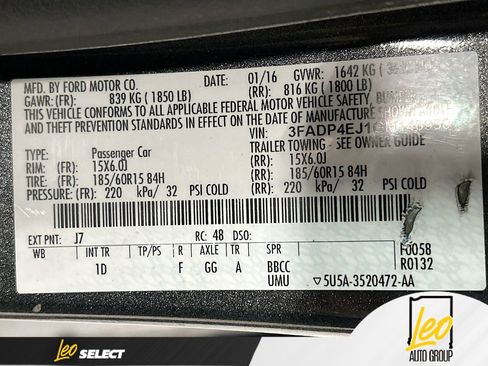 MFD. BY FORD MOTOR CO. DATE: 01/16 GVWR: 1642 KG
GAWR: (FR): 839 KG (1850 LB) (RR): 816 KG (1800 LB)
THIS VEHICLE CONFORMS TO ALL APPLICABLE FEDERAL MOTOR VEHICLE SAFETY,
THEFT PREVENTION STANDARDS IN EFFECT ON THE DATE OF MANUFACTURE SHOWN ABOVE.
VIN: 3FADP4EJ1
TYPE: Passenger Car TRAILER TOWING - SEE OWNER GUIDE
RIM: (FR) 15X6.0J (RR) 15X6.0J
TIRE: (FR) 185/60R15 84H (RR) 185/60R15 84H
PRESSURE: (FR) 220 kPa/ 32 PSI COLD (RR) 220 kPa/ 32 PSI COLD
EXT PNT: J7 RC: 48 DSO: F0058
WB INT TR TP/PS R AXLE TR SPR R0132
1D F GG A BBCC
UMU ▽5U5A-3520472-AA
Leo SELECT
Leo
AUTO GROUP